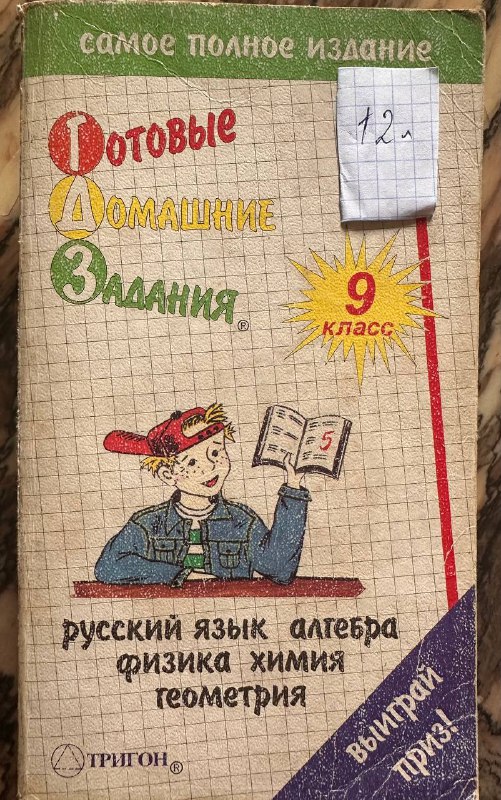 самое полное издание
12 л
Готовые
Домашние
Задания®
9
класс
5
русский язык алгебра
физика химия
геометрия
выиграй
приз!
ТРИГОН®